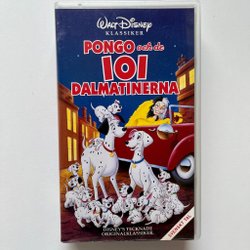 WALT DISNEY
KLASSIKER
PONGO och de
101
DALMATINERNA
DISNEY'S TECKNADE
ORIGINALKLASSIKER